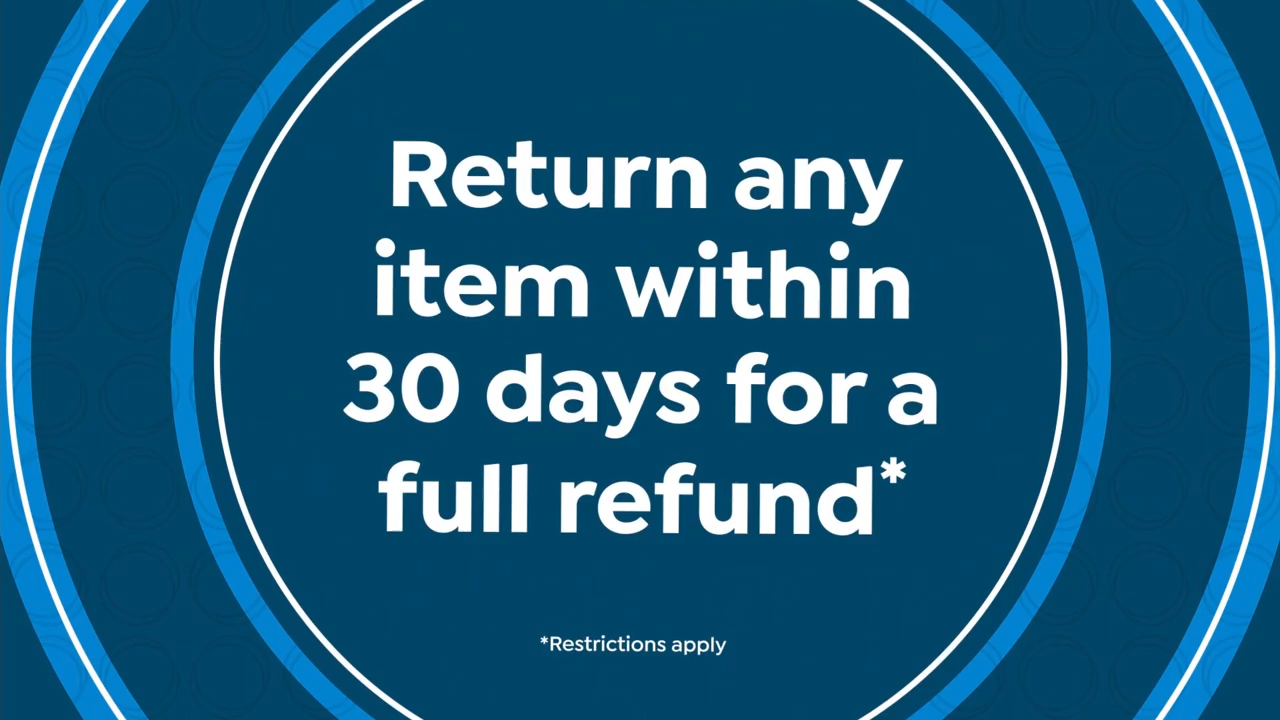 Return any
item within
30 days for a
full refund*
*Restrictions apply